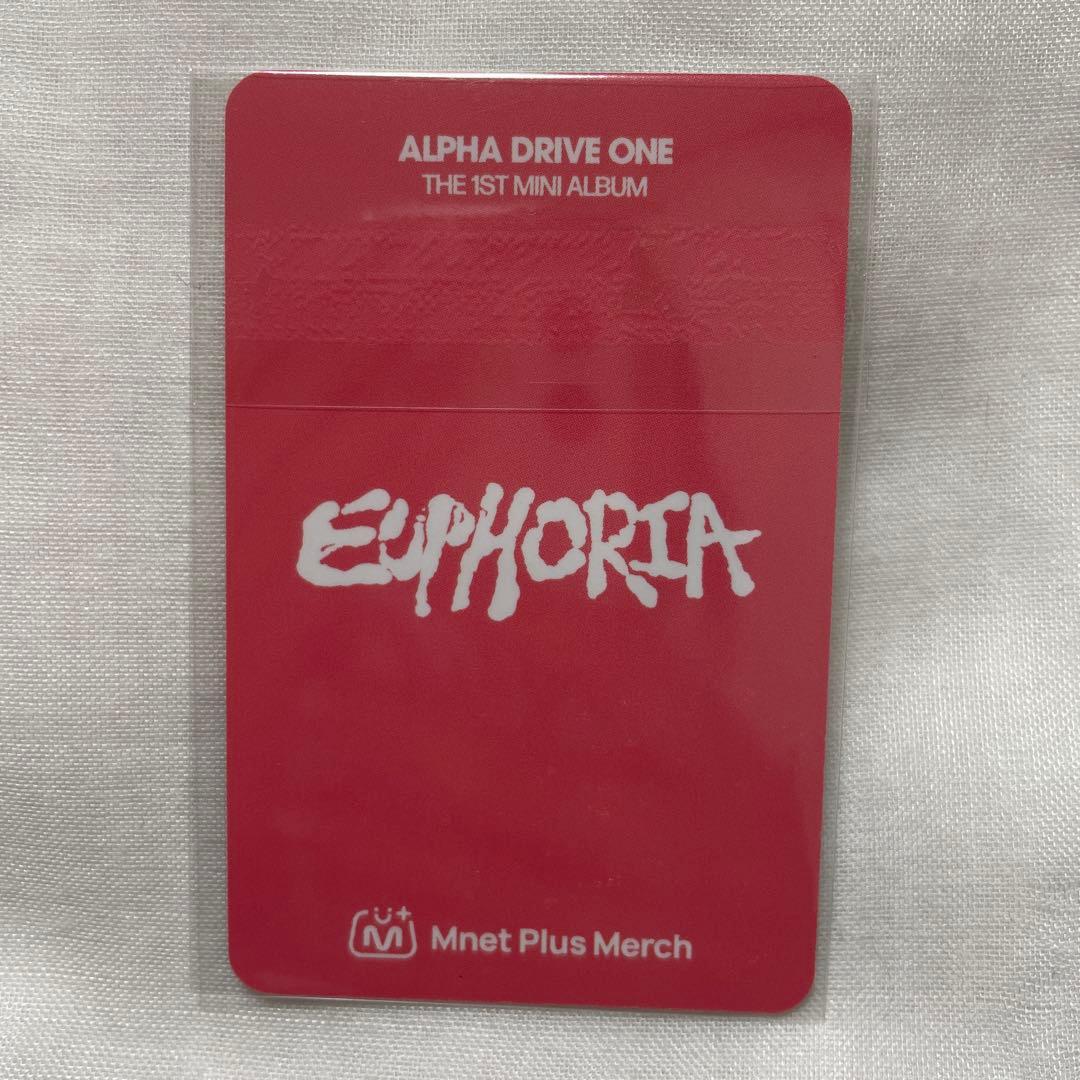 ALPHA DRIVE ONE
THE 1ST MINI ALBUM
EUPHORIA
Mnet Plus Merch